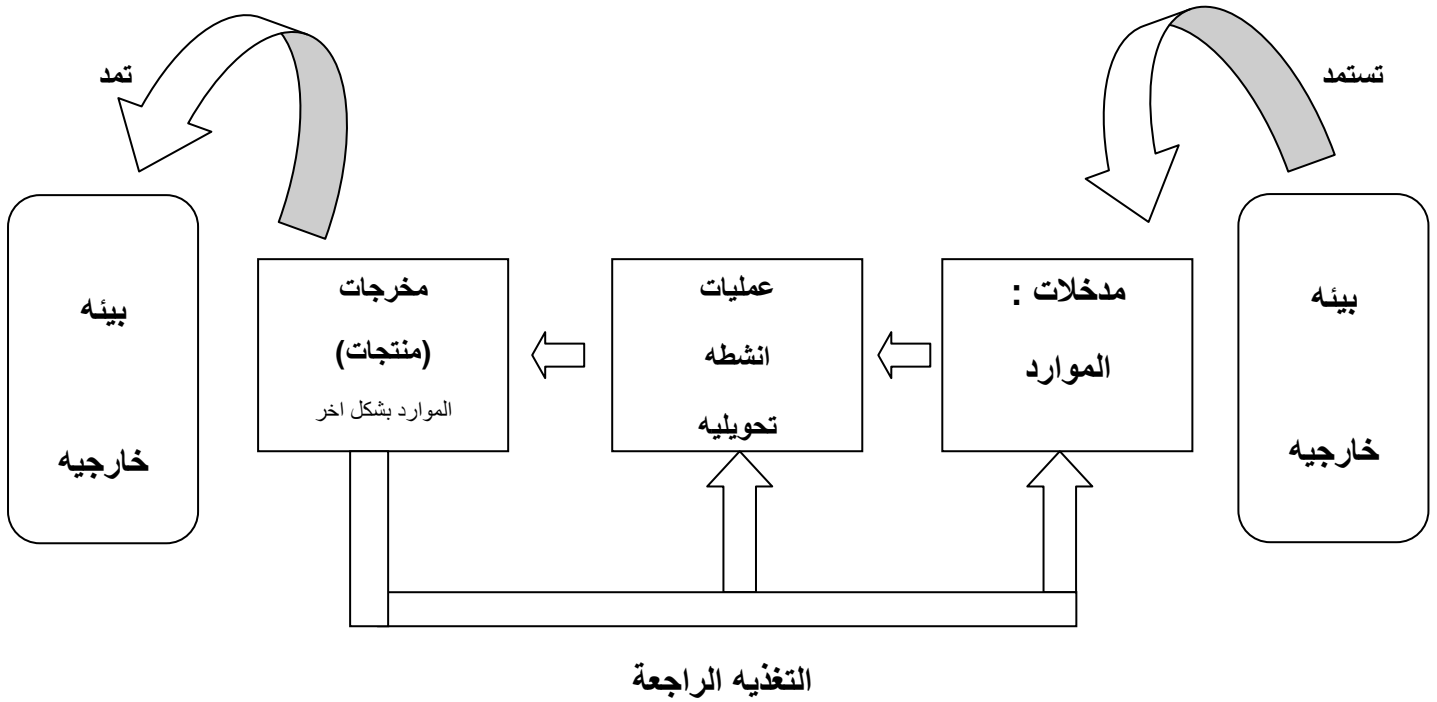 تستمد
تمد
بيئه
خارجيه
مدخلات :
الموارد
عمليات
انشطه
تحويليه
مخرجات
(منتجات)
الموارد بشكل اخر
بيئه
خارجيه
التغذيه الراجعة